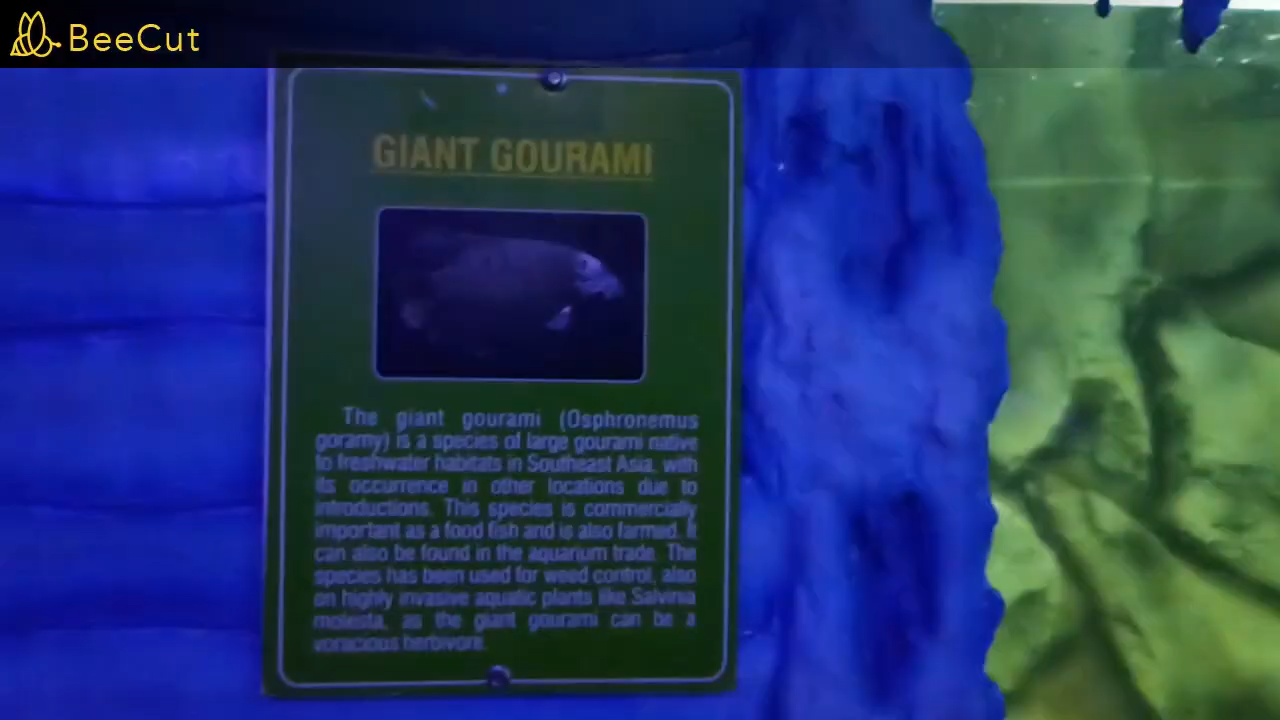 BeeCut
GIANT GOURAMI
The giant gourami (Osphronemus
goramy) is a species of large gourami native
to freshwater habitats in Southeast Asia, with
its occurrence in other locations due to
introductions. This species is commercially
important as a food fish and is also farmed. It
can also be found in the aquarium trade. The
species has been used for weed control, also
on highly invasive aquatic plants like Salvinia
molesta, as the giant gourami can be a
voracious herbivore.